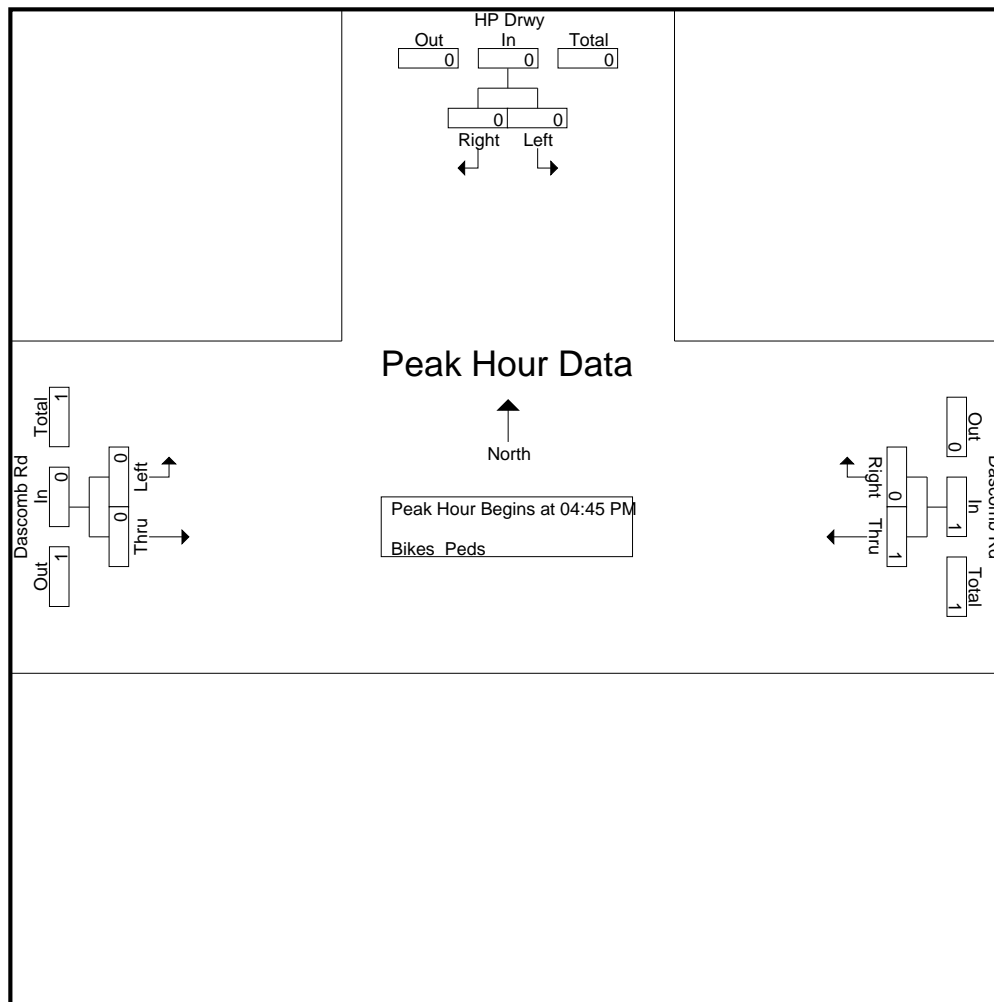 HP Drwy
Out In Total
0 0 0
0 0
Right Left
Peak Hour Data
North
Peak Hour Begins at 04:45 PM
Bikes Peds
Dascomb Rd
Out In Total
1 0 1
Left
0
Thru
0
Dascomb Rd
Out In Total
0 1 1
Right
0
Thru
1